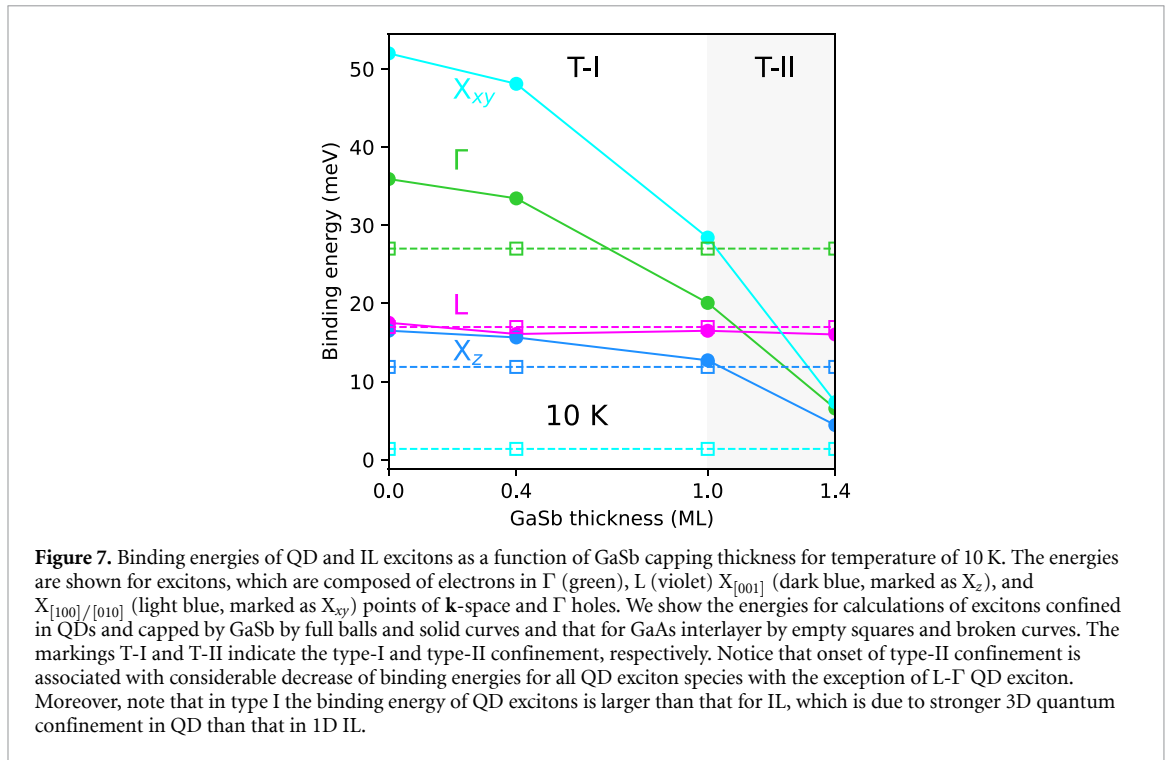 50
40
30
20
10
0
Binding energy (meV)
T-I
T-II
X_xy
Γ
L
X_z
10 K
0.0
0.4
1.0
1.4
GaSb thickness (ML)
Figure 7. Binding energies of QD and IL excitons as a function of GaSb capping thickness for temperature of 10 K. The energies
are shown for excitons, which are composed of electrons in Γ (green), L (violet) X_[001] (dark blue, marked as X_z), and
X_[100]/[010] (light blue, marked as X_xy) points of k-space and Γ holes. We show the energies for calculations of excitons confined
in QDs and capped by GaSb by full balls and solid curves and that for GaAs interlayer by empty squares and broken curves. The
markings T-I and T-II indicate the type-I and type-II confinement, respectively. Notice that onset of type-II confinement is
associated with considerable decrease of binding energies for all QD exciton species with the exception of L-Γ QD exciton.
Moreover, note that in type I the binding energy of QD excitons is larger than that for IL, which is due to stronger 3D quantum
confinement in QD than that in 1D IL.